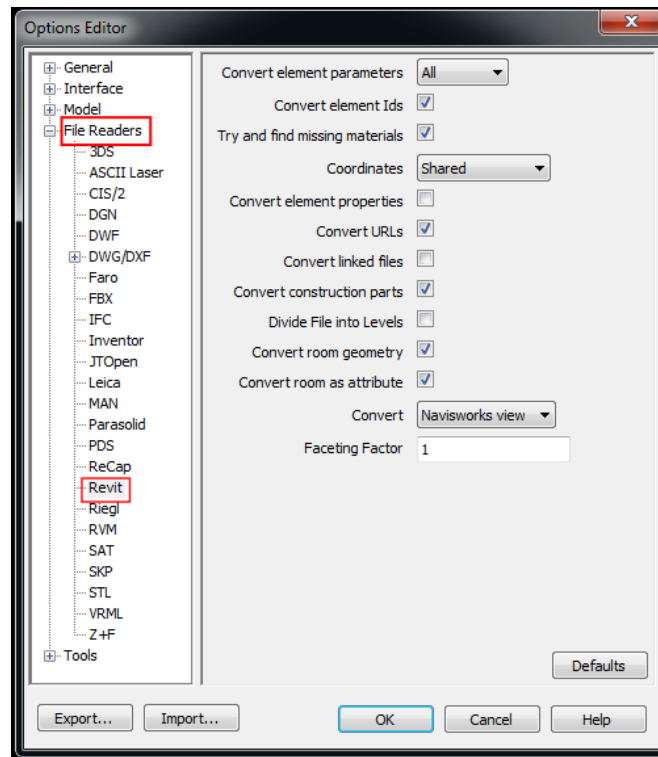 Options Editor
General
Interface
Model
File Readers
3DS
ASCII Laser
CIS/2
DGN
DWF
DWG/DXF
Faro
FBX
IFC
Inventor
JTOpen
Leica
MAN
Parasolid
PDS
ReCap
Revit
Riegl
RVM
SAT
SKP
STL
VRML
Z+F
Tools
Convert element parameters All
Convert element Ids
Try and find missing materials
Coordinates Shared
Convert element properties
Convert URLs
Convert linked files
Convert construction parts
Divide File into Levels
Convert room geometry
Convert room as attribute
Convert Navisworks view
Faceting Factor 1
Defaults
Export... Import... OK Cancel Help